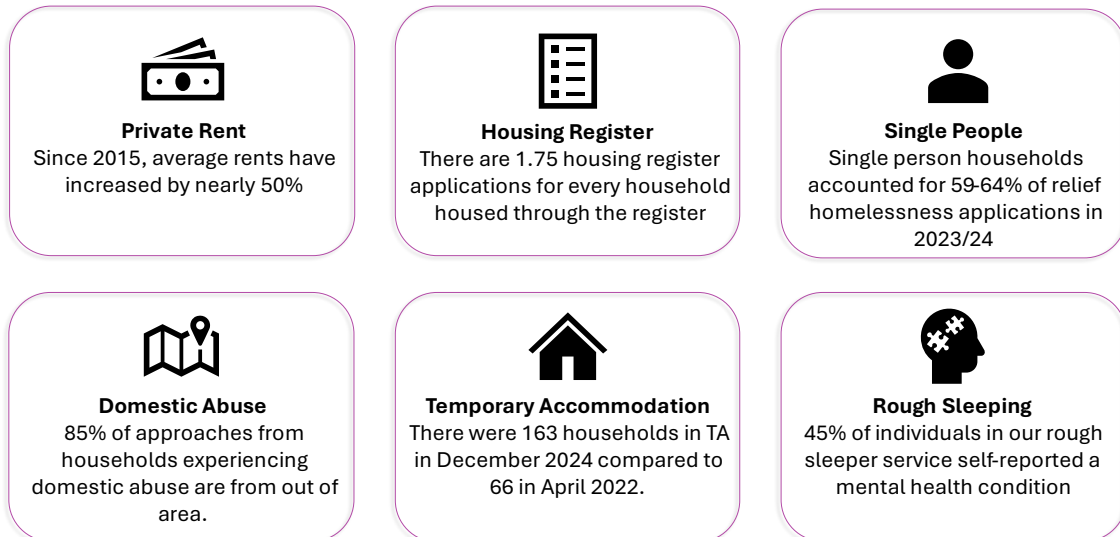 Private Rent
Since 2015, average rents have
increased by nearly 50%
Housing Register
There are 1.75 housing register
applications for every household
housed through the register
Single People
Single person households
accounted for 59-64% of relief
homelessness applications in
2023/24
Domestic Abuse
85% of approaches from
households experiencing
domestic abuse are from out of
area.
Temporary Accommodation
There were 163 households in TA
in December 2024 compared to
66 in April 2022.
Rough Sleeping
45% of individuals in our rough
sleeper service self-reported a
mental health condition